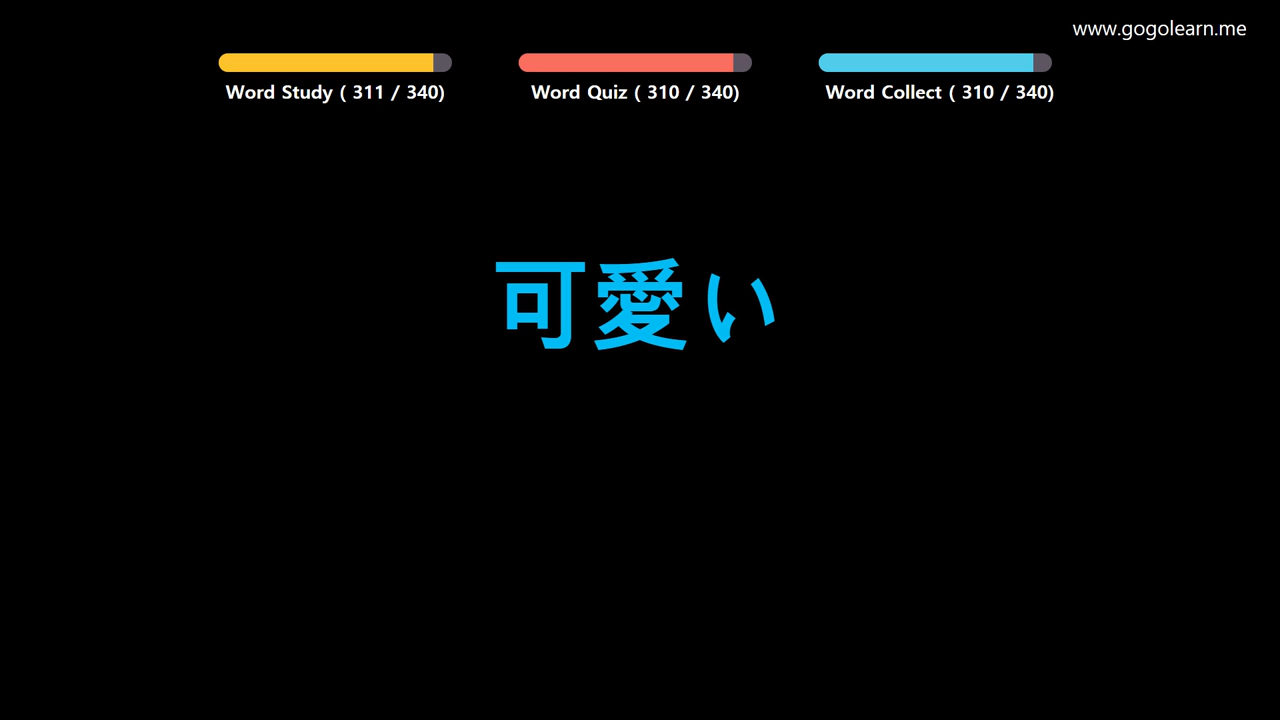 www.gogolearn.me
Word Study ( 311 / 340)
Word Quiz ( 310 / 340)
Word Collect ( 310 / 340)
可愛い